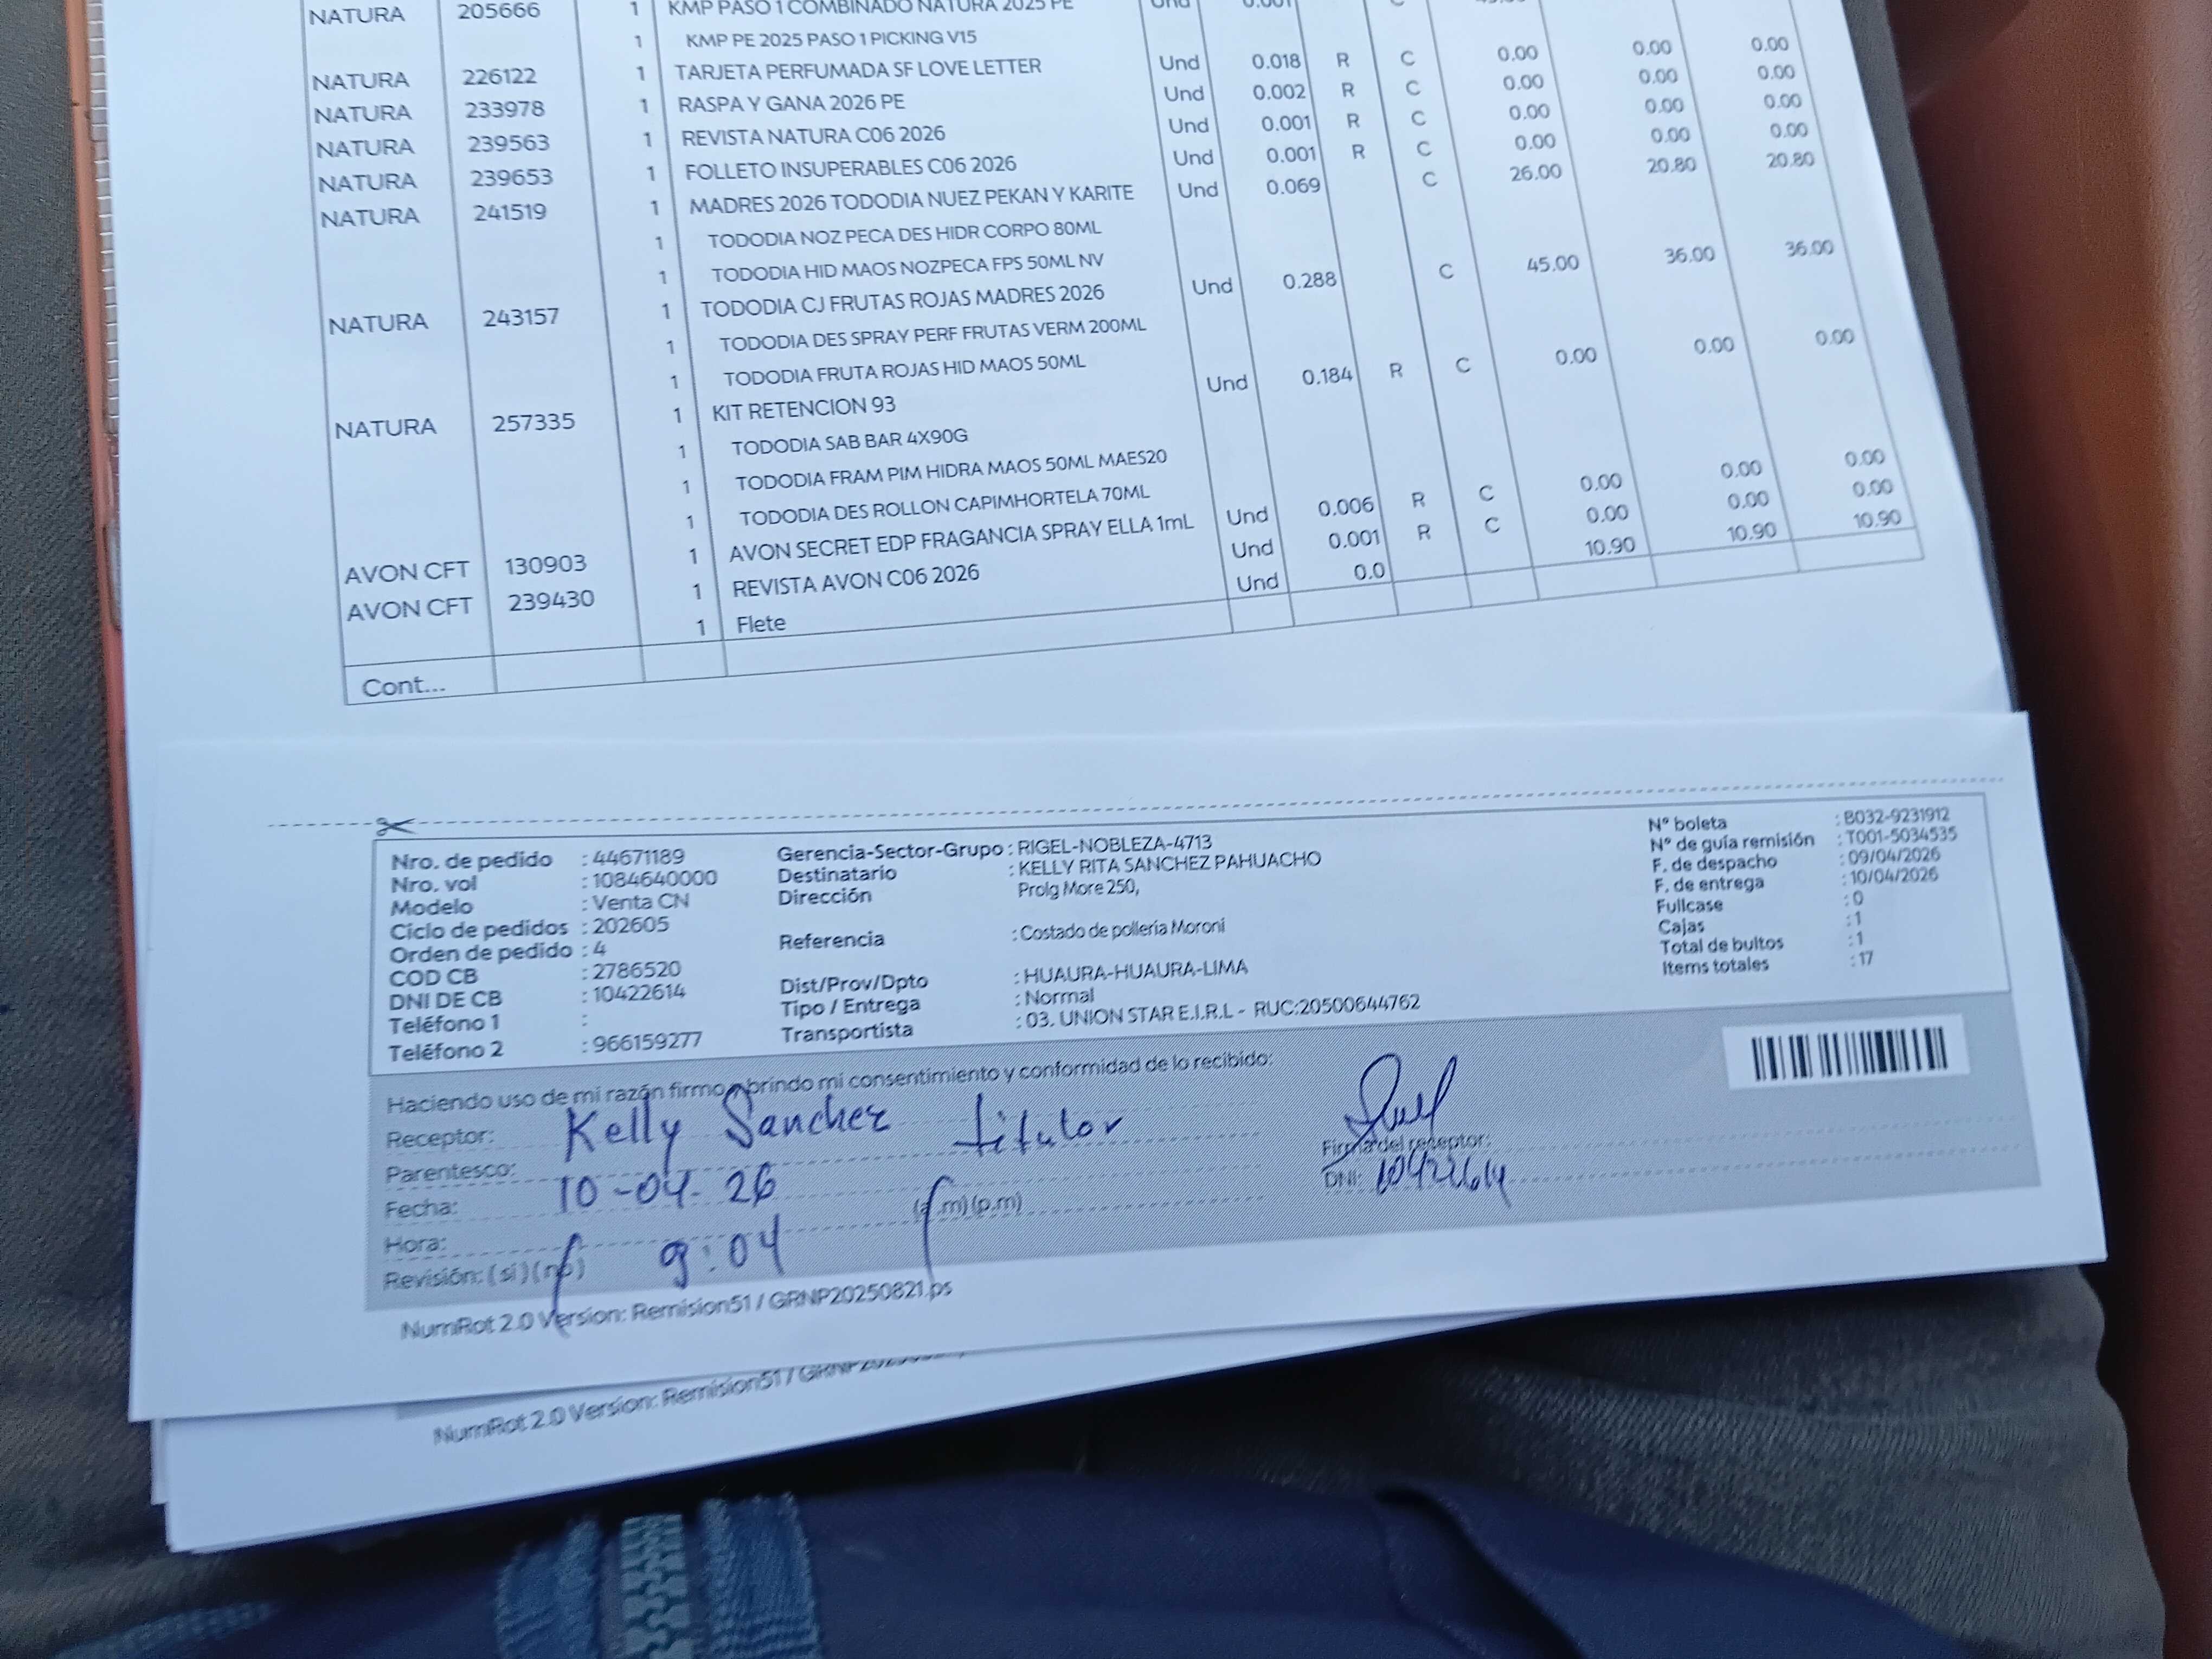 NATURA 205666 1 KMP PASO 1 COMBINADO NATURA 2025 PE Und 0.001 C
1 KMP PE 2025 PASO 1 PICKING V15
NATURA 226122 1 TARJETA PERFUMADA SF LOVE LETTER Und 0.018 R C 0.00 0.00 0.00
NATURA 233978 1 RASPA Y GANA 2026 PE Und 0.002 R C 0.00 0.00 0.00
NATURA 239563 1 REVISTA NATURA C06 2026 Und 0.001 R C 0.00 0.00 0.00
NATURA 239653 1 FOLLETO INSUPERABLES C06 2026 Und 0.001 R C 0.00 0.00 0.00
NATURA 241519 1 MADRES 2026 TODODIA NUEZ PEKAN Y KARITE Und 0.069 C 26.00 20.80 20.80
1 TODODIA NOZ PECA DES HIDR CORPO 80ML
1 TODODIA HID MAOS NOZPECA FPS 50ML NV
NATURA 243157 1 TODODIA CJ FRUTAS ROJAS MADRES 2026 Und 0.288 C 45.00 36.00 36.00
1 TODODIA DES SPRAY PERF FRUTAS VERM 200ML
1 TODODIA FRUTA ROJAS HID MAOS 50ML
NATURA 257335 1 KIT RETENCION 93 Und 0.184 R C 0.00 0.00 0.00
1 TODODIA SAB BAR 4X90G
1 TODODIA FRAM PIM HIDRA MAOS 50ML MAES20
1 TODODIA DES ROLLON CAPIMHORTELA 70ML
AVON CFT 130903 1 AVON SECRET EDP FRAGANCIA SPRAY ELLA 1mL Und 0.006 R C 0.00 0.00 0.00
AVON CFT 239430 1 REVISTA AVON C06 2026 Und 0.001 R C 0.00 0.00 0.00
1 Flete Und 0.0 10.90 10.90 10.90
Cont...
Nro. de pedido : 44671189
Nro. vol : 1084640000
Modelo : Venta CN
Ciclo de pedidos : 202605
Orden de pedido : 4
COD CB : 2786520
DNI DE CB : 10422614
Teléfono 1 :
Teléfono 2 : 966159277
Gerencia-Sector-Grupo : RIGEL-NOBLEZA-4713
Destinatario : KELLY RITA SANCHEZ PAHUACHO
Dirección Prolg More 250,
Referencia : Costado de pollería Moroni
Dist/Prov/Dpto : HUAURA-HUAURA-LIMA
Tipo / Entrega : Normal
Transportista : 03. UNION STAR E.I.R.L - RUC:20500644762
N° boleta : B032-9231912
N° de guía remisión : T001-5034535
F. de despacho : 09/04/2026
F. de entrega : 10/04/2026
Fullcase : 0
Cajas : 1
Total de bultos : 1
Items totales : 17
Haciendo uso de mi razón firmo y brindo mi consentimiento y conformidad de lo recibido:
Receptor: Kelly Sanchez titular
Parentesco:
Fecha: 10-04-26
Hora: 9:04 (a.m) (p.m)
Revisión: (si) (no)
Firma del receptor:
DNI: 10422614
NumRot 2.0 Version: Remision51 / GRNP20250821.ps
NumRot 2.0 Version: Remision51 /